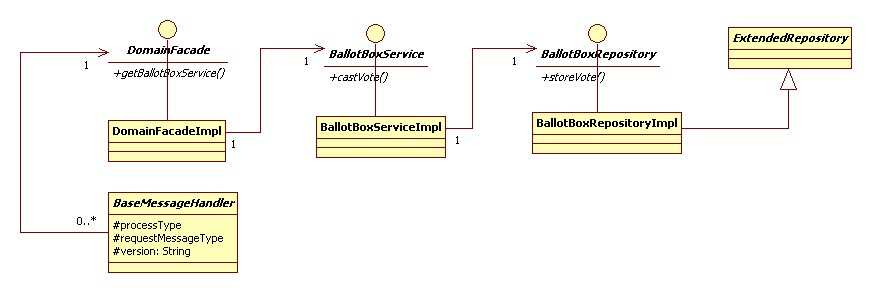 DomainFacade
1
+getBallotBoxService()
DomainFacadeImpl
1
BallotBoxService
1
+castVote()
BallotBoxServiceImpl
1
BallotBoxRepository
1
+storeVote()
BallotBoxRepositoryImpl
ExtendedRepository
BaseMessageHandler
0..*
#processType
#requestMessageType
#version: String